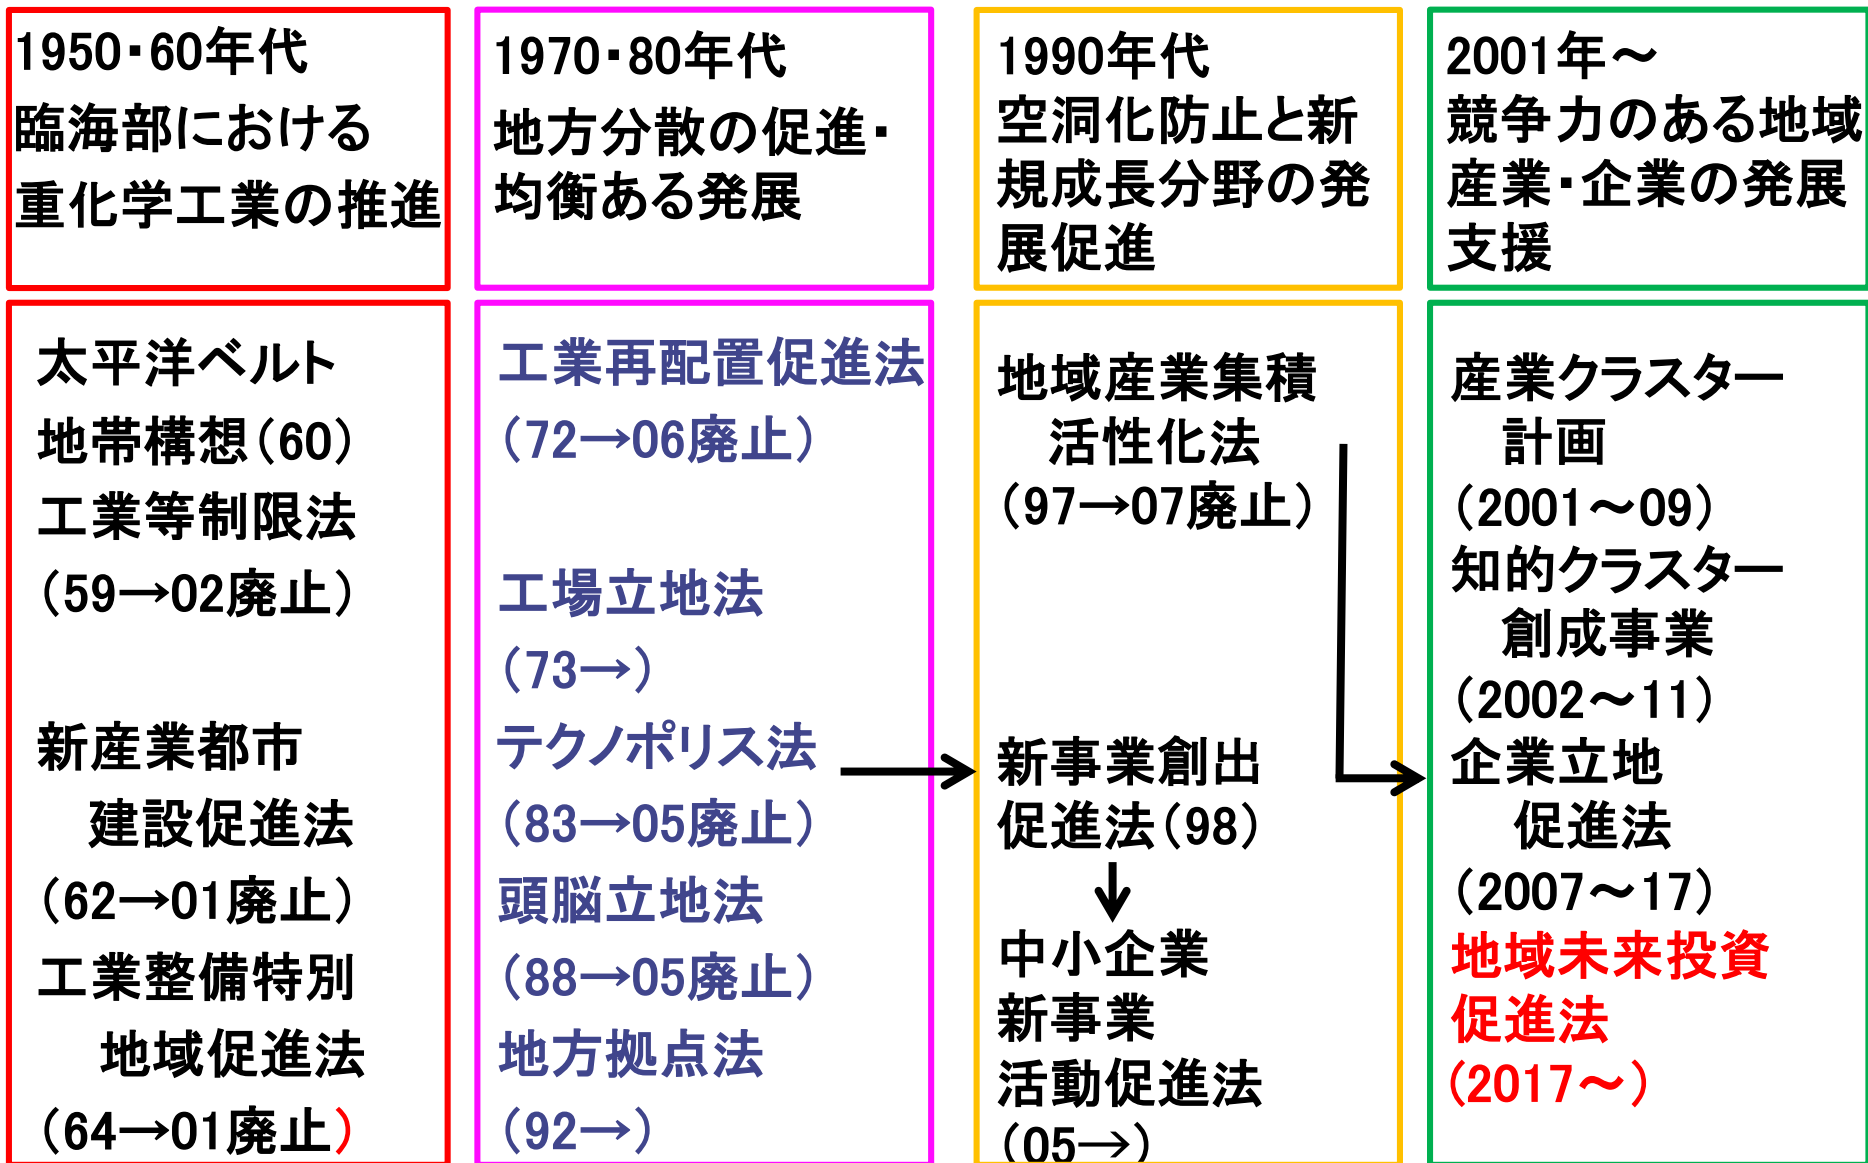 1950・60年代
臨海部における
重化学工業の推進
太平洋ベルト
地帯構想(60)
工業等制限法
(59→02廃止)
新産業都市
建設促進法
(62→01廃止)
工業整備特別
地域促進法
(64→01廃止)
1970・80年代
地方分散の促進・
均衡ある発展
工業再配置促進法
(72→06廃止)
工場立地法
(73→)
テクノポリス法
(83→05廃止)
頭脳立地法
(88→05廃止)
地方拠点法
(92→)
1990年代
空洞化防止と新
規成長分野の発
展促進
地域産業集積
活性化法
(97→07廃止)
新事業創出
促進法(98)
中小企業
新事業
活動促進法
(05→)
2001年~
競争力のある地域
産業・企業の発展
支援
産業クラスター
計画
(2001~09)
知的クラスター
創成事業
(2002~11)
企業立地
促進法
(2007~17)
地域未来投資
促進法
(2017~)